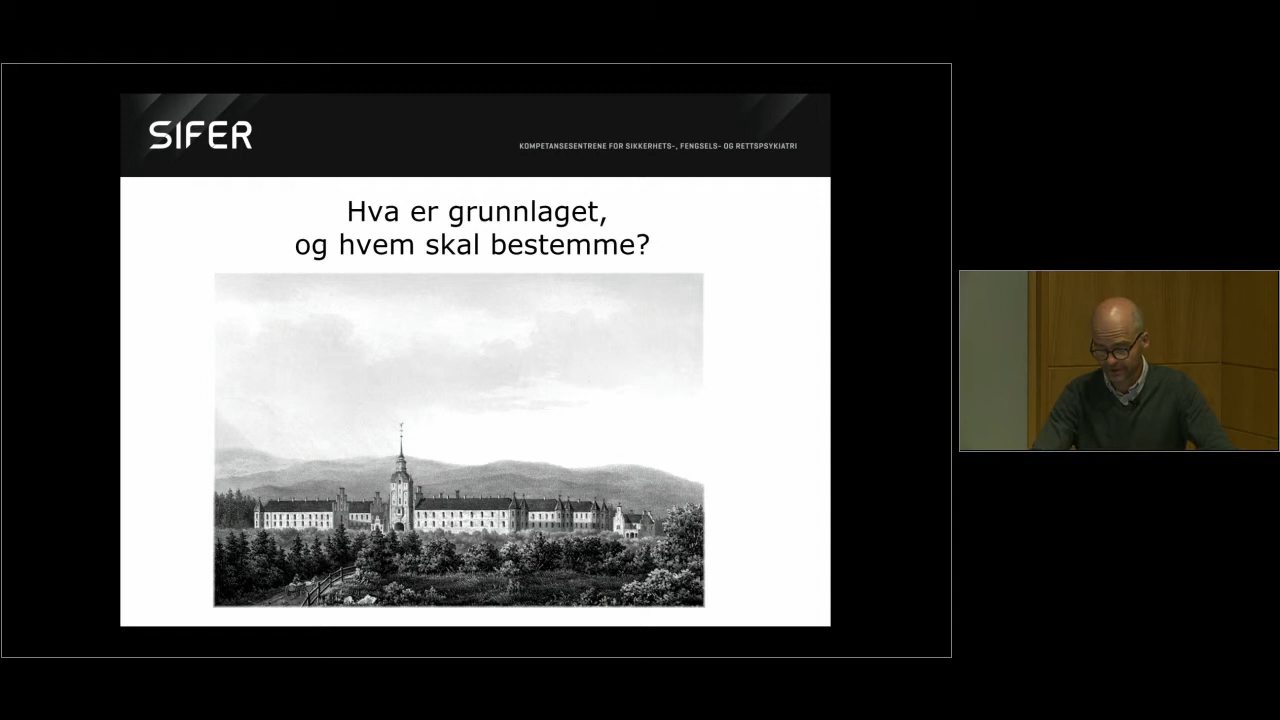 SIFER
KOMPETANSESENTRENE FOR SIKKERHETS-, FENGSELS- OG RETTSPSYKIATRI
Hva er grunnlaget,
og hvem skal bestemme?